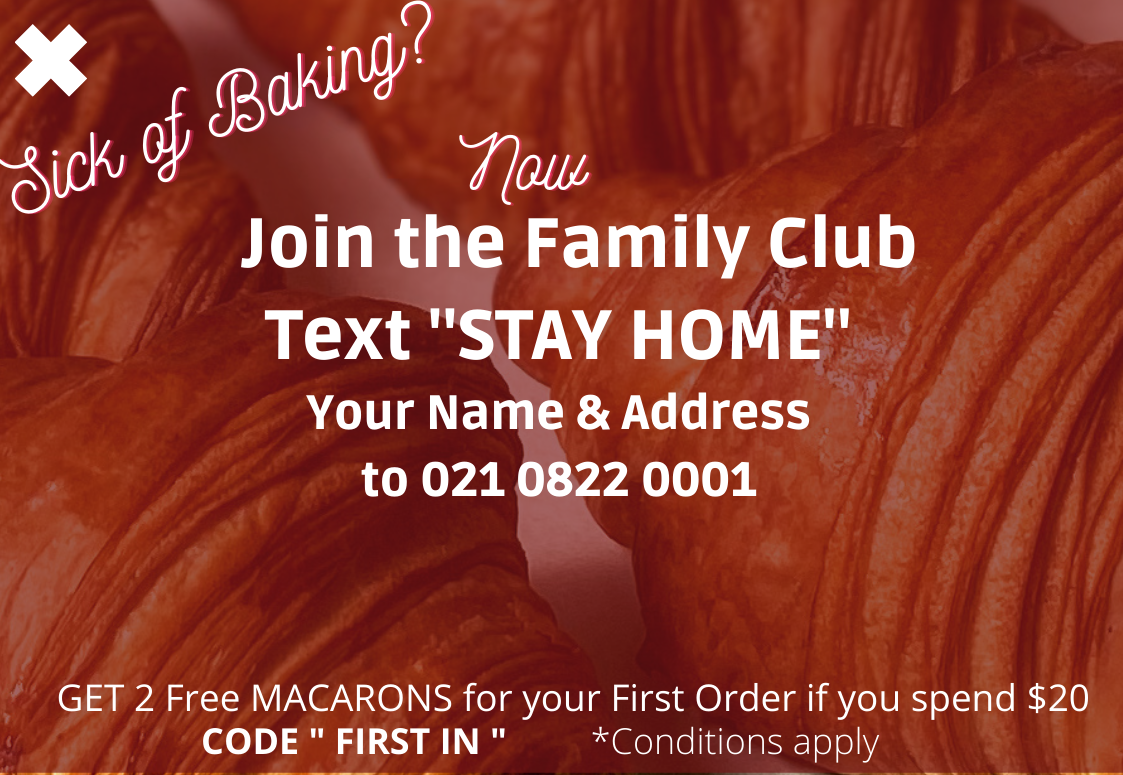 Sick of Baking?
Now
Join the Family Club
Text "STAY HOME"
Your Name & Address
to 021 0822 0001
GET 2 Free MACARONS for your First Order if you spend $20
CODE " FIRST IN " *Conditions apply